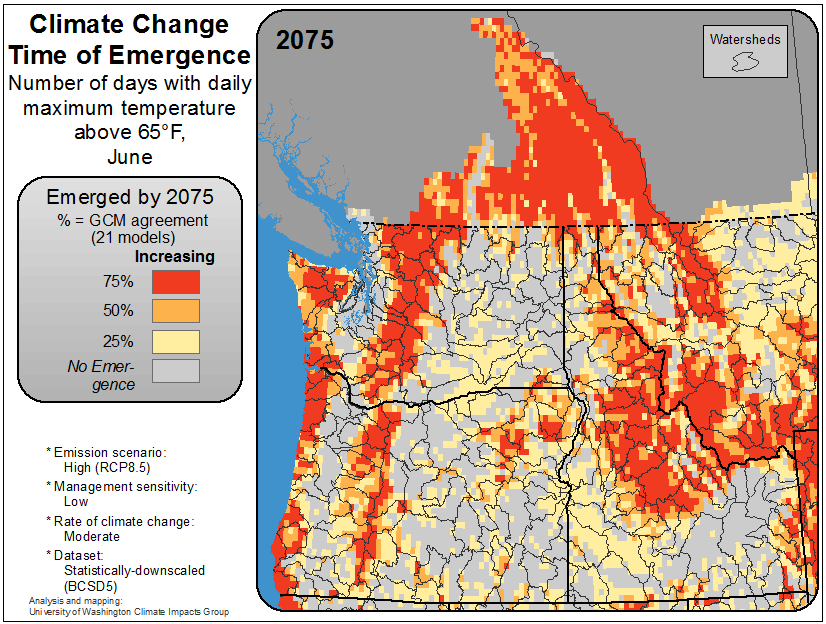 Climate Change
Time of Emergence
Number of days with daily
maximum temperature
above 65°F,
June
Emerged by 2075
% = GCM agreement
(21 models)
Increasing
75%
50%
25%
No Emer-
gence
* Emission scenario:
High (RCP8.5)
* Management sensitivity:
Low
* Rate of climate change:
Moderate
* Dataset:
Statistically-downscaled
(BCSD5)
Analysis and mapping:
University of Washington Climate Impacts Group
2075
Watersheds